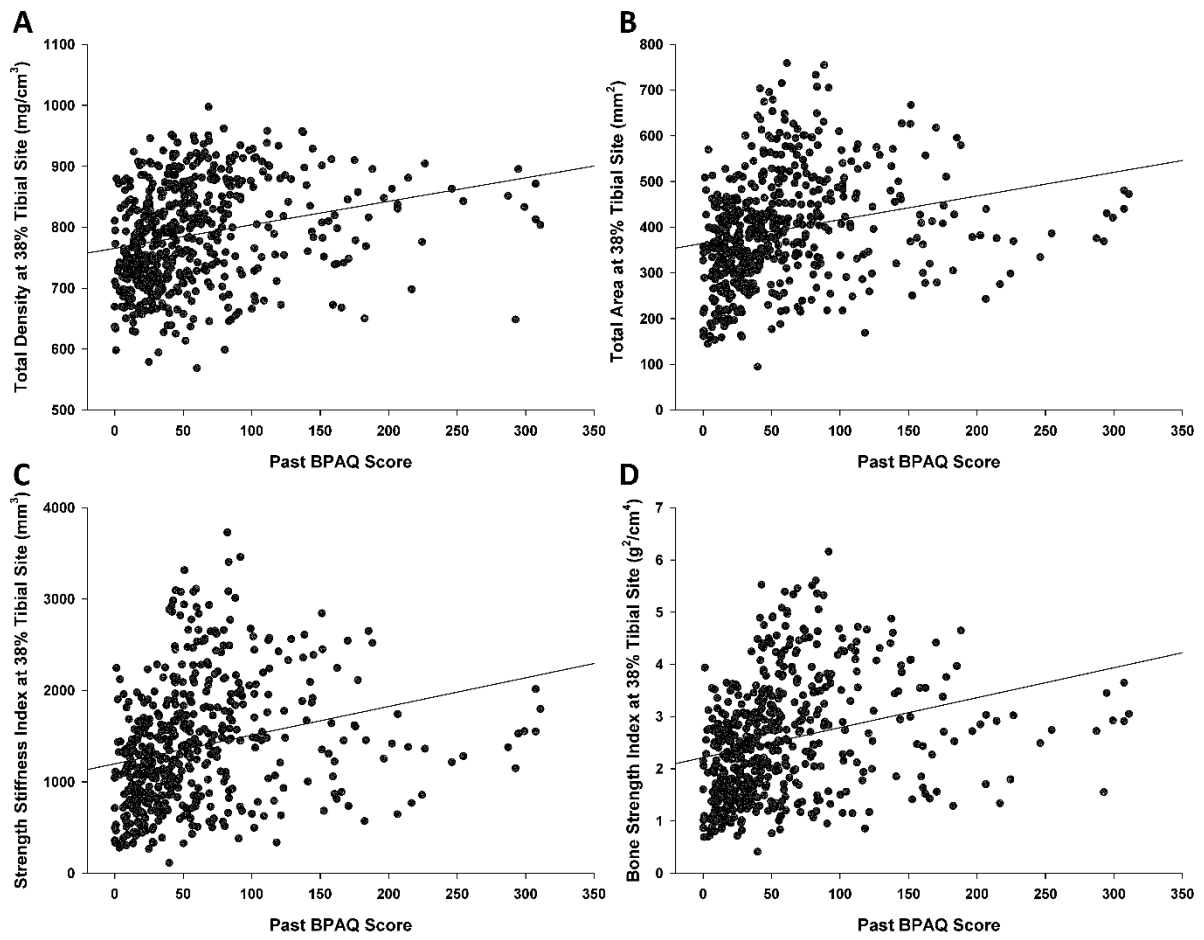 A
Total Density at 38% Tibial Site (mg/cm³)
1100
1000
900
800
700
600
500
0 50 100 150 200 250 300 350
Past BPAQ Score
B
Total Area at 38% Tibial Site (mm²)
800
700
600
500
400
300
200
100
0
0 50 100 150 200 250 300 350
Past BPAQ Score
C
Strength Stiffness Index at 38% Tibial Site (mm³)
4000
3000
2000
1000
0
0 50 100 150 200 250 300 350
Past BPAQ Score
D
Bone Strength Index at 38% Tibial Site (g²/cm⁴)
7
6
5
4
3
2
1
0
0 50 100 150 200 250 300 350
Past BPAQ Score